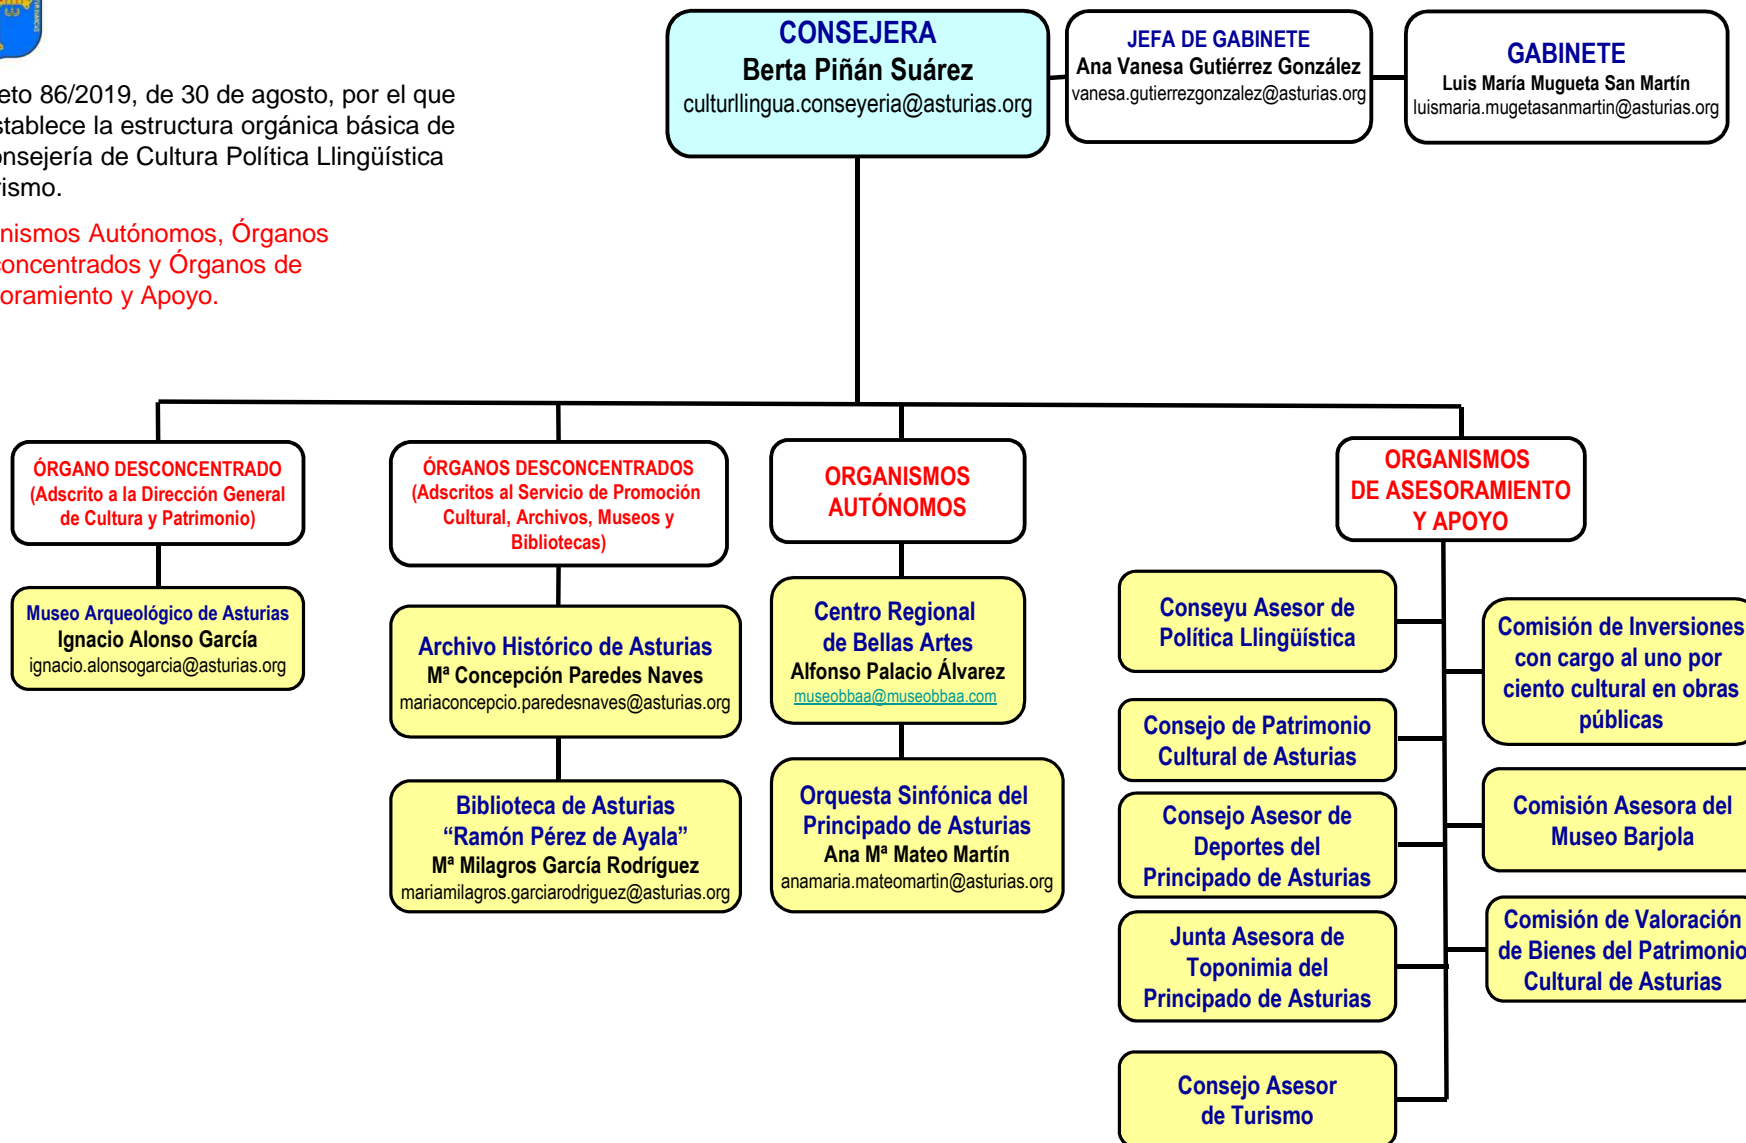 CONSEJERA
Berta Piñán Suárez
culturllingua.conseyeria@asturias.org
JEFA DE GABINETE
Ana Vanesa Gutiérrez González
vanesa.gutierrezgonzalez@asturias.org
GABINETE
Luis María Mugueta San Martín
luismaria.mugetasanmartin@asturias.org
eto 86/2019, de 30 de agosto, por el que
stablece la estructura orgánica básica de
onsejería de Cultura Política Llingüística
rismo.
nismos Autónomos, Órganos
concentrados y Órganos de
oramiento y Apoyo.
ÓRGANO DESCONCENTRADO
(Adscrito a la Dirección General
de Cultura y Patrimonio)
Museo Arqueológico de Asturias
Ignacio Alonso García
ignacio.alonsogarcia@asturias.org
ÓRGANOS DESCONCENTRADOS
(Adscritos al Servicio de Promoción
Cultural, Archivos, Museos y
Bibliotecas)
Archivo Histórico de Asturias
Mª Concepción Paredes Naves
mariaconcepcio.paredesnaves@asturias.org
Biblioteca de Asturias
“Ramón Pérez de Ayala”
Mª Milagros García Rodríguez
mariamilagros.garciarodriguez@asturias.org
ORGANISMOS
AUTÓNOMOS
Centro Regional
de Bellas Artes
Alfonso Palacio Álvarez
museobbaa@museobbaa.com
Orquesta Sinfónica del
Principado de Asturias
Ana Mª Mateo Martín
anamaria.mateomartin@asturias.org
ORGANISMOS
DE ASESORAMIENTO
Y APOYO
Conseyu Asesor de
Política Llingüística
Consejo de Patrimonio
Cultural de Asturias
Consejo Asesor de
Deportes del
Principado de Asturias
Junta Asesora de
Toponimia del
Principado de Asturias
Consejo Asesor
de Turismo
Comisión de Inversiones
con cargo al uno por
ciento cultural en obras
públicas
Comisión Asesora del
Museo Barjola
Comisión de Valoración
de Bienes del Patrimonio
Cultural de Asturias